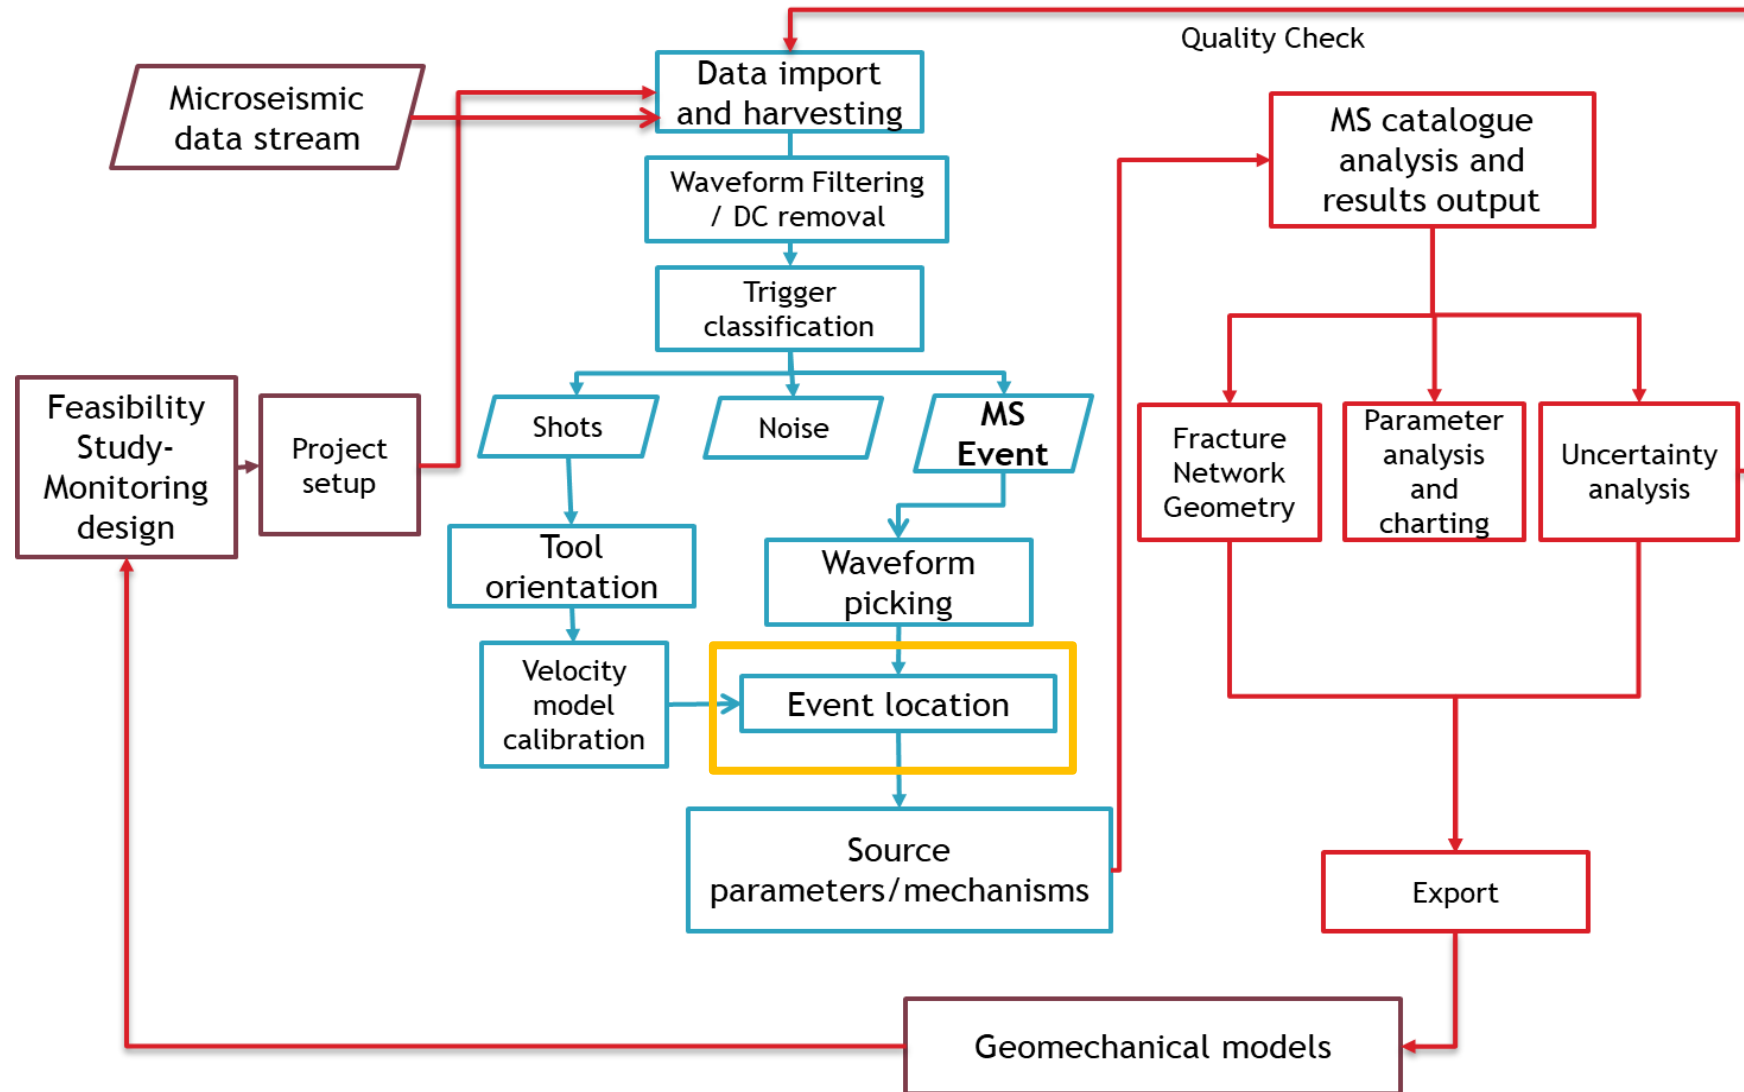 Quality Check
Data import
and harvesting
Microseismic
data stream
MS catalogue
analysis and
results output
Waveform Filtering
/ DC removal
Trigger
classification
Feasibility
Study-
Monitoring
design
Project
setup
Shots
Noise
MS
Event
Fracture
Network
Geometry
Parameter
analysis
and
charting
Uncertainty
analysis
Tool
orientation
Waveform
picking
Velocity
model
calibration
Event location
Source
parameters/mechanisms
Export
Geomechanical models